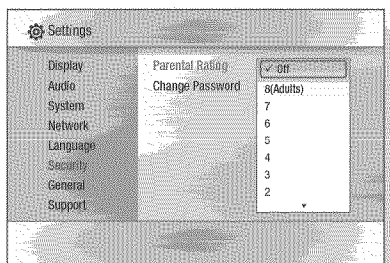 Settings
Display
Audio
System
Network
Language
Security
General
Support
Parental Rating
Change Password
✓ Off
8(Adults)
7
6
5
4
3
2